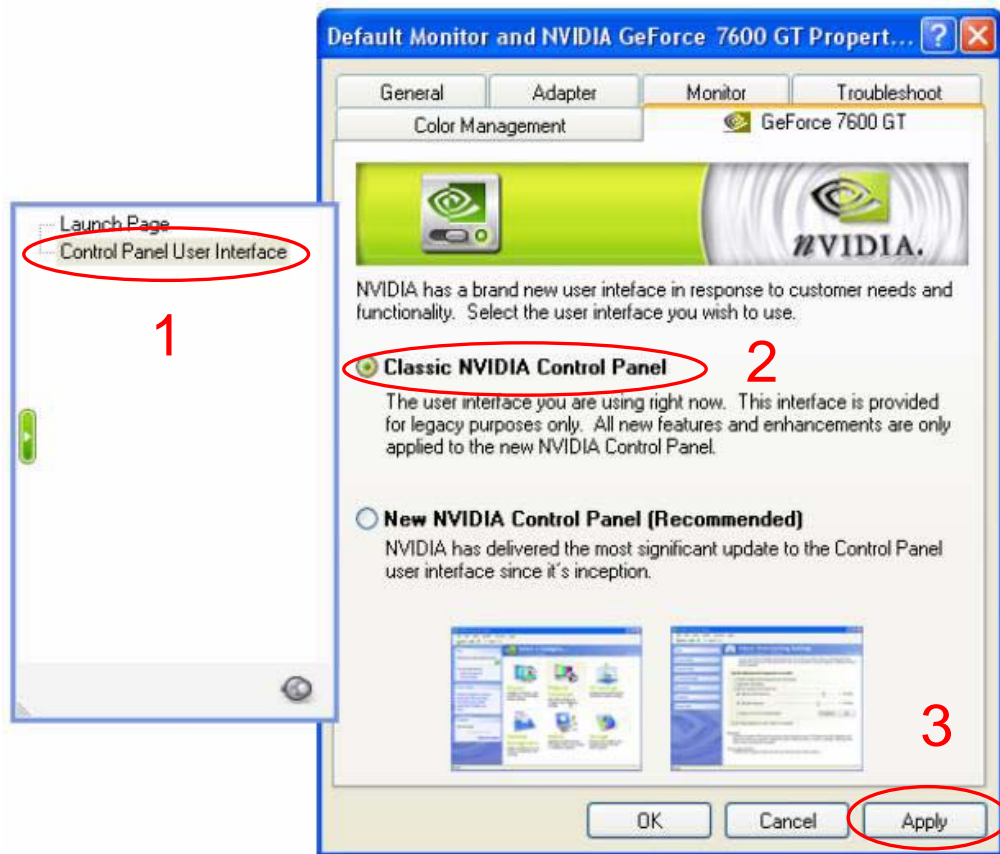 Default Monitor and NVIDIA GeForce 7600 GT Propert...
General
Adapter
Monitor
Troubleshoot
Color Management
GeForce 7600 GT
nVIDIA.
Launch Page
Control Panel User Interface
1
NVIDIA has a brand new user inteface in response to customer needs and
functionality. Select the user interface you wish to use.
Classic NVIDIA Control Panel
2
The user interface you are using right now. This interface is provided
for legacy purposes only. All new features and enhancements are only
applied to the new NVIDIA Control Panel.
New NVIDIA Control Panel (Recommended)
NVIDIA has delivered the most significant update to the Control Panel
user interface since it's inception.
3
OK
Cancel
Apply